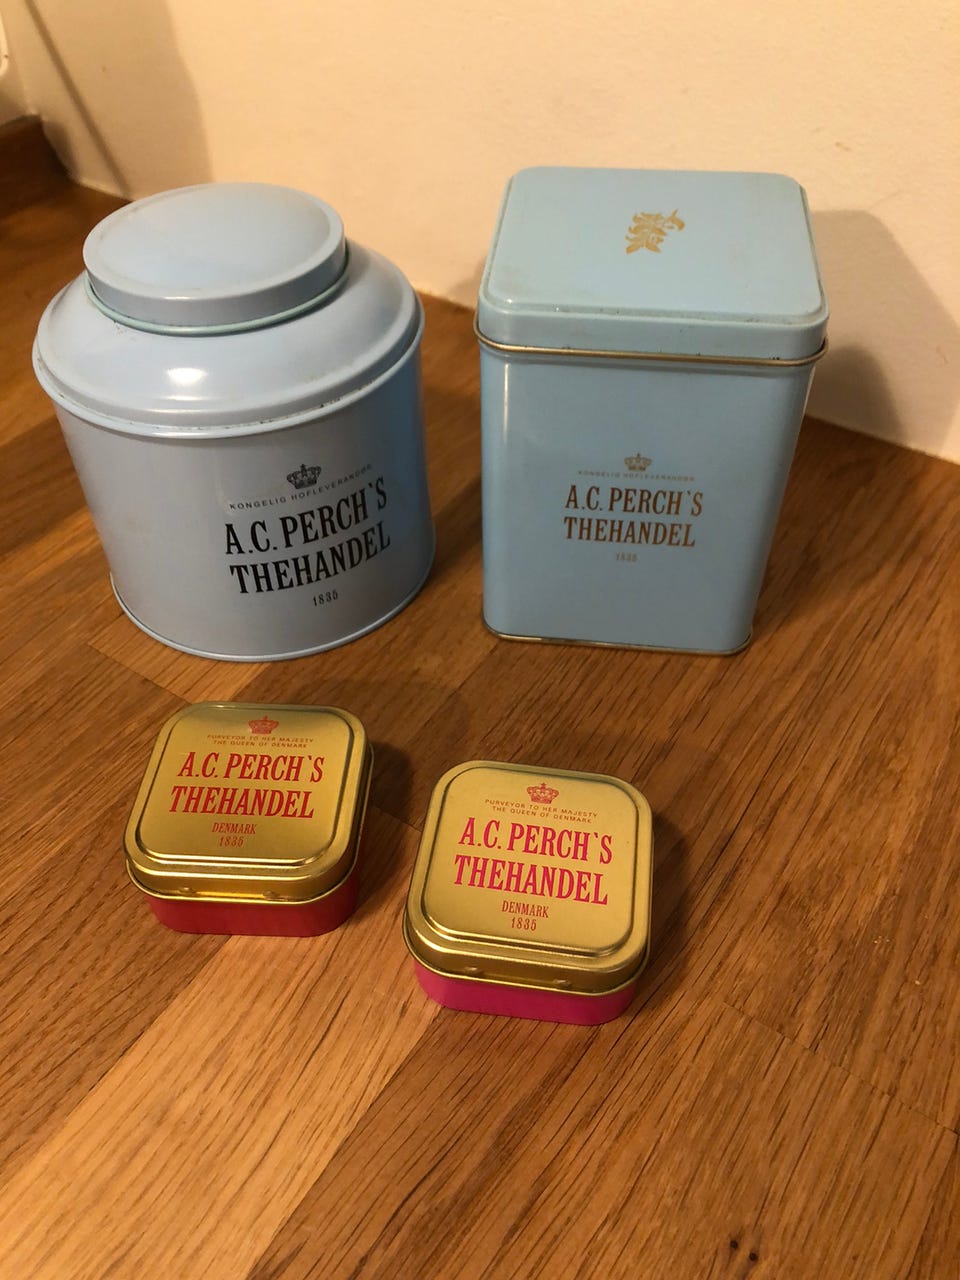 KONGELIG HOFLEVERANDØR
A.C. PERCH`S
THEHANDEL
1835
KONGELIG HOFLEVERANDØR
A.C. PERCH`S
THEHANDEL
1835
PURVEYOR TO HER MAJESTY
THE QUEEN OF DENMARK
A.C. PERCH`S
THEHANDEL
DENMARK
1835
PURVEYOR TO HER MAJESTY
THE QUEEN OF DENMARK
A.C. PERCH`S
THEHANDEL
DENMARK
1835